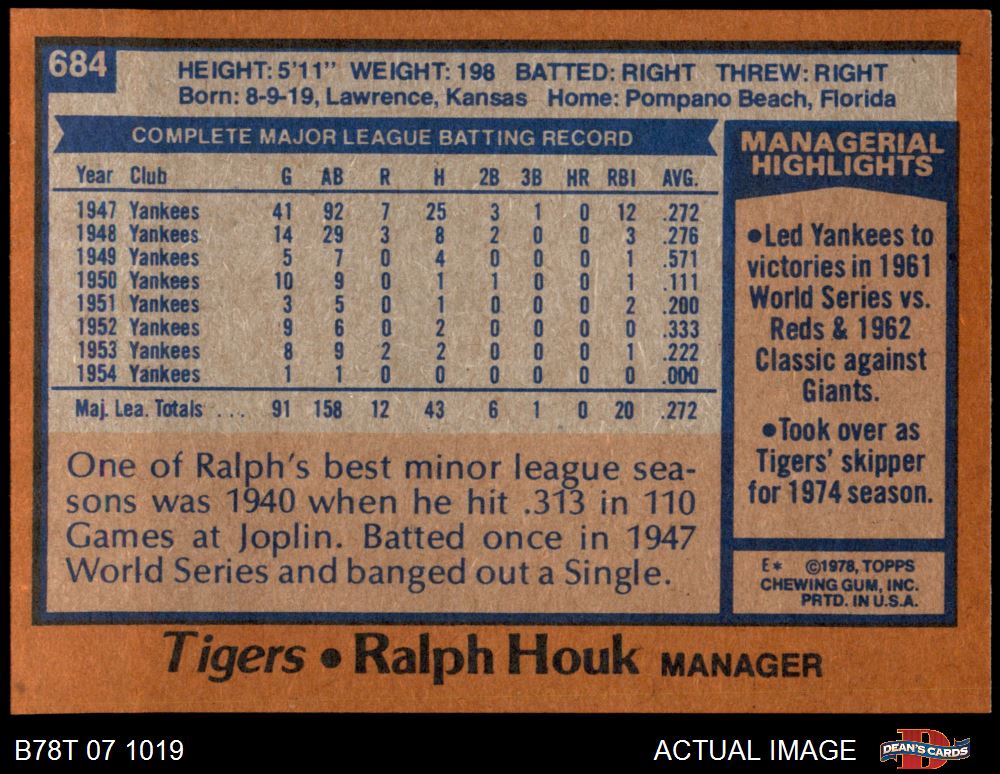 684
HEIGHT: 5'11" WEIGHT: 198 BATTED: RIGHT THREW: RIGHT
Born: 8-9-19, Lawrence, Kansas Home: Pompano Beach, Florida
COMPLETE MAJOR LEAGUE BATTING RECORD
Year Club G AB R H 2B 3B HR RBI AVG.
1947 Yankees 41 92 7 25 3 1 0 12 .272
1948 Yankees 14 29 3 8 2 0 0 3 .276
1949 Yankees 5 7 0 4 0 0 0 1 .571
1950 Yankees 10 9 0 1 1 0 0 1 .111
1951 Yankees 3 5 0 1 0 0 0 2 .200
1952 Yankees 9 6 0 2 0 0 0 0 .333
1953 Yankees 8 9 2 2 0 0 0 1 .222
1954 Yankees 1 1 0 0 0 0 0 0 .000
Maj. Lea. Totals . . . 91 158 12 43 6 1 0 20 .272
One of Ralph's best minor league sea-
sons was 1940 when he hit .313 in 110
Games at Joplin. Batted once in 1947
World Series and banged out a Single.
MANAGERIAL
HIGHLIGHTS
●Led Yankees to
victories in 1961
World Series vs.
Reds & 1962
Classic against
Giants.
●Took over as
Tigers' skipper
for 1974 season.
E* ©1978, TOPPS
CHEWING GUM, INC.
PRTD. IN U.S.A.
Tigers ● Ralph Houk MANAGER
B78T 07 1019 ACTUAL IMAGE DEAN'S CARDS